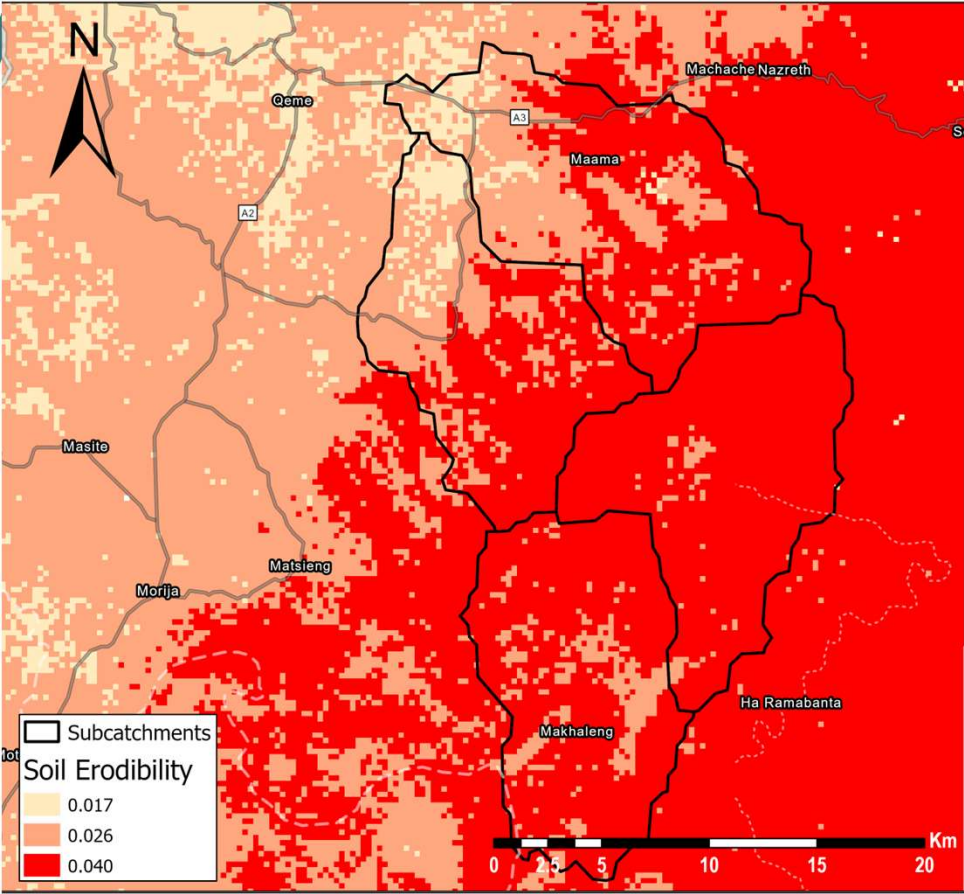 N
Machache Nazreth
Qeme
A3
S
Maama
A2
Masite
Matsieng
Morija
Ha Ramabanta
Makhaleng
Mot
Subcatchments
Soil Erodibility
0.017
0.026
0.040
Km
0 2.5 5 10 15 20